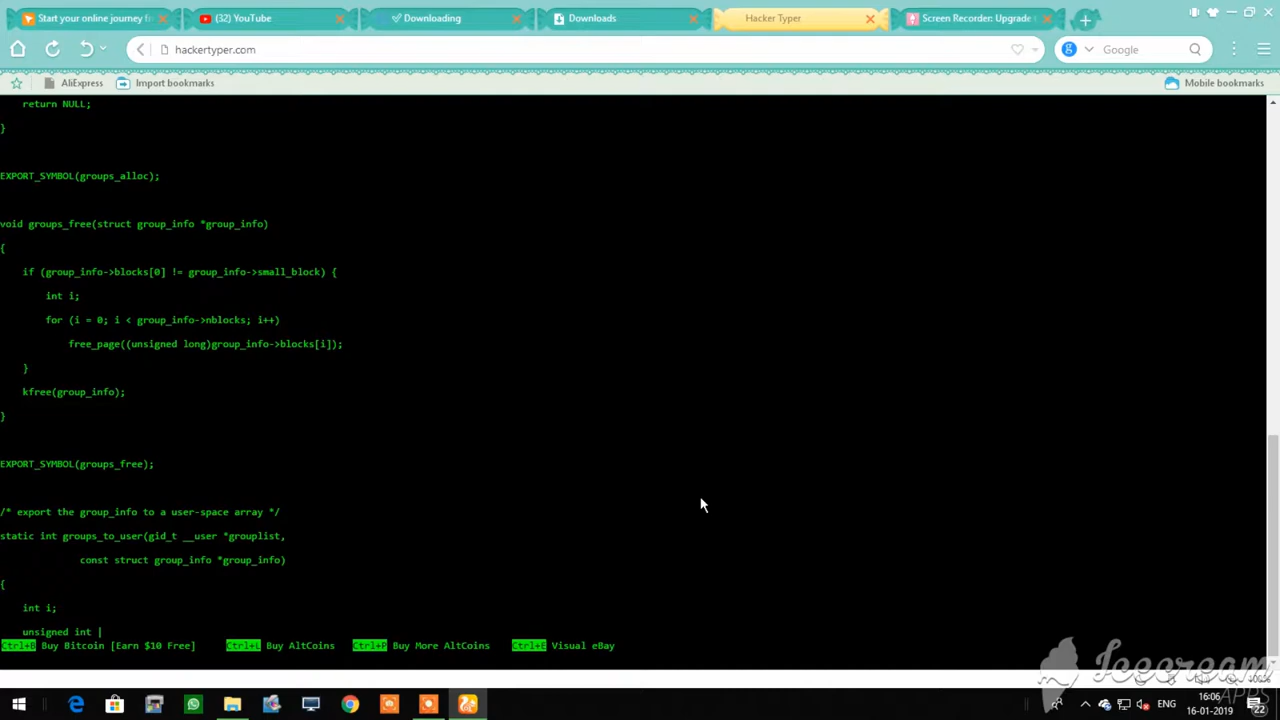 Start your online journey f
(32) YouTube
Downloading
Downloads
Hacker Typer
Screen Recorder: Upgrade
hackertyper.com
g
Google
AliExpress
Import bookmarks
Mobile bookmarks
return NULL;
}
EXPORT_SYMBOL(groups_alloc);
void groups_free(struct group_info *group_info)
{
if (group_info->blocks[0] != group_info->small_block) {
int i;
for (i = 0; i < group_info->nblocks; i++)
free_page((unsigned long)group_info->blocks[i]);
}
kfree(group_info);
}
EXPORT_SYMBOL(groups_free);
/* export the group_info to a user-space array */
static int groups_to_user(gid_t __user *grouplist,
const struct group_info *group_info)
{
int i;
unsigned int
Ctrl+B Buy Bitcoin [Earn $10 Free] Ctrl+L Buy AltCoins Ctrl+P Buy More AltCoins Ctrl+E Visual eBay
Icecream
APPS
ENG
16:06
16-01-2019
22